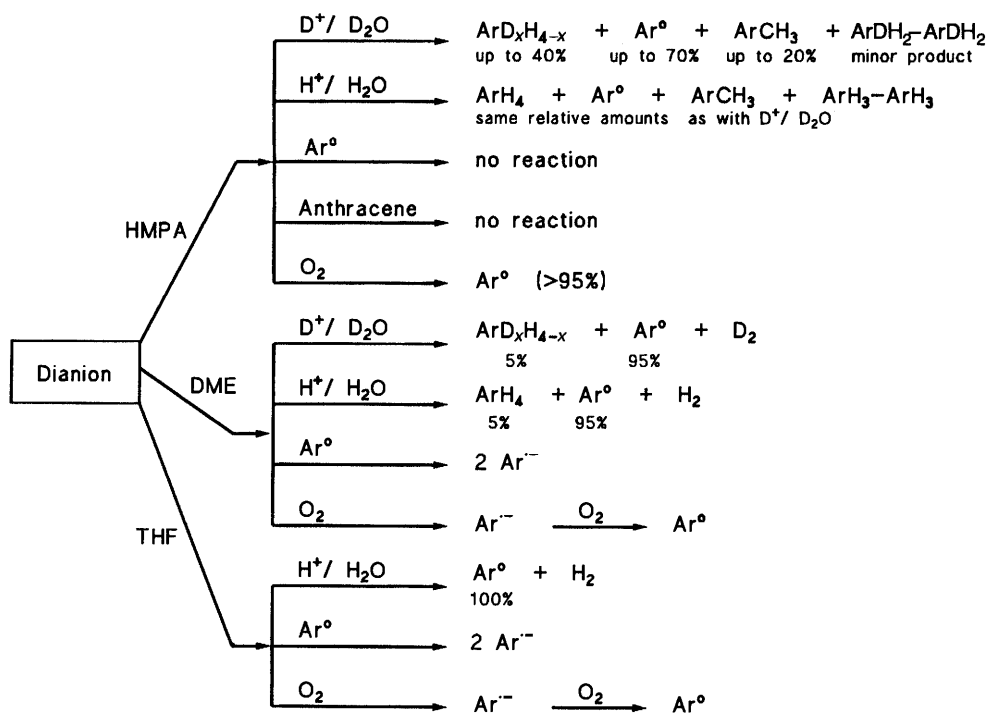 D⁺/ D₂O ArDₓH₄₋ₓ + Ar° + ArCH₃ + ArDH₂–ArDH₂
up to 40% up to 70% up to 20% minor product
H⁺/ H₂O ArH₄ + Ar° + ArCH₃ + ArH₃–ArH₃
same relative amounts as with D⁺/ D₂O
Ar° no reaction
Anthracene no reaction
HMPA
O₂ Ar° (>95%)
D⁺/ D₂O ArDₓH₄₋ₓ + Ar° + D₂
5% 95%
Dianion
DME
H⁺/ H₂O ArH₄ + Ar° + H₂
5% 95%
Ar° 2 Ar·⁻
O₂ Ar·⁻ O₂ Ar°
THF
H⁺/ H₂O Ar° + H₂
100%
Ar° 2 Ar·⁻
O₂ Ar·⁻ O₂ Ar°